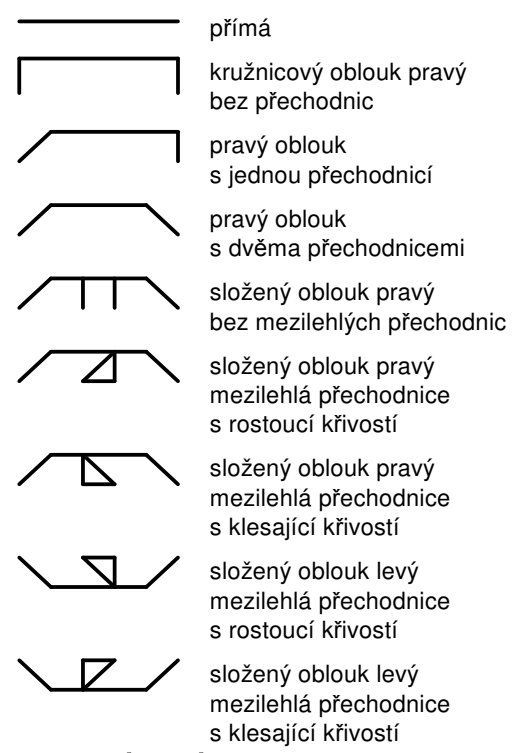 přímá
kružnicový oblouk pravý
bez přechodnic
pravý oblouk
s jednou přechodnicí
pravý oblouk
s dvěma přechodnicemi
složený oblouk pravý
bez mezilehlých přechodnic
složený oblouk pravý
mezilehlá přechodnice
s rostoucí křivostí
složený oblouk pravý
mezilehlá přechodnice
s klesající křivostí
složený oblouk levý
mezilehlá přechodnice
s rostoucí křivostí
složený oblouk levý
mezilehlá přechodnice
s klesající křivostí